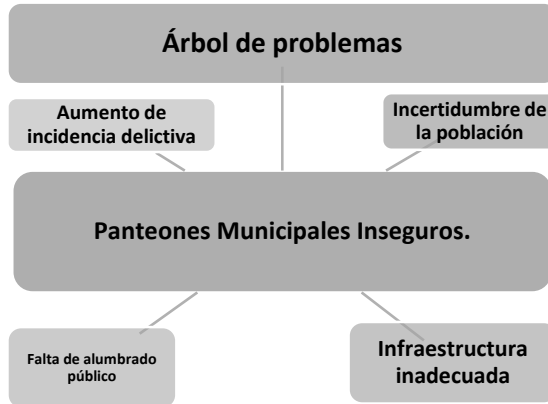 Árbol de problemas
Aumento de
incidencia delictiva
Incertidumbre de
la población
Panteones Municipales Inseguros.
Falta de alumbrado
público
Infraestructura
inadecuada